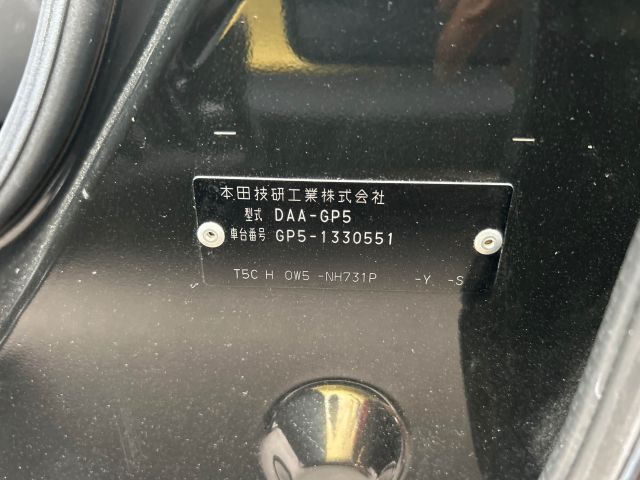 本田技研工業株式会社
型式 DAA-GP5
車台番号 GP5-1330551
T5C H 0W5 -NH731P -Y -S